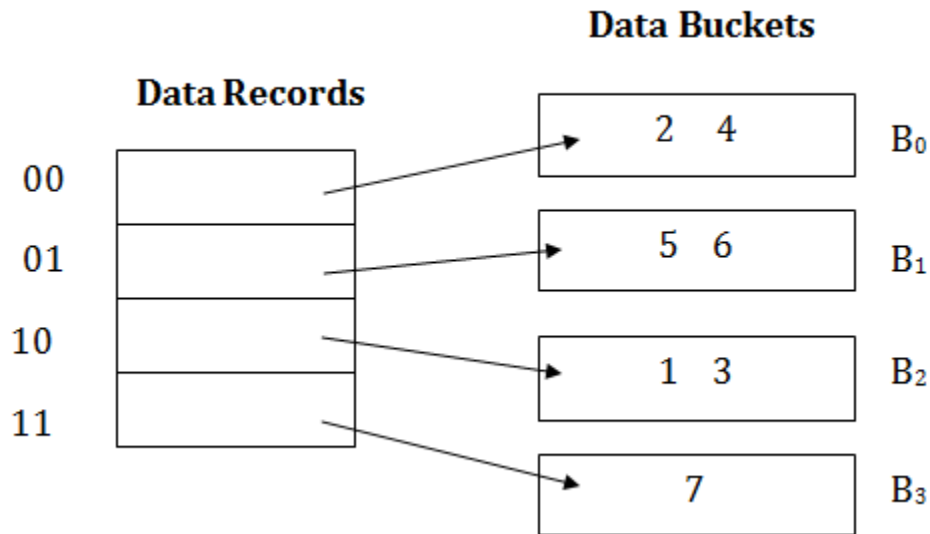 Data Buckets
Data Records
00
01
10
11
2 4 B₀
5 6 B₁
1 3 B₂
7 B₃